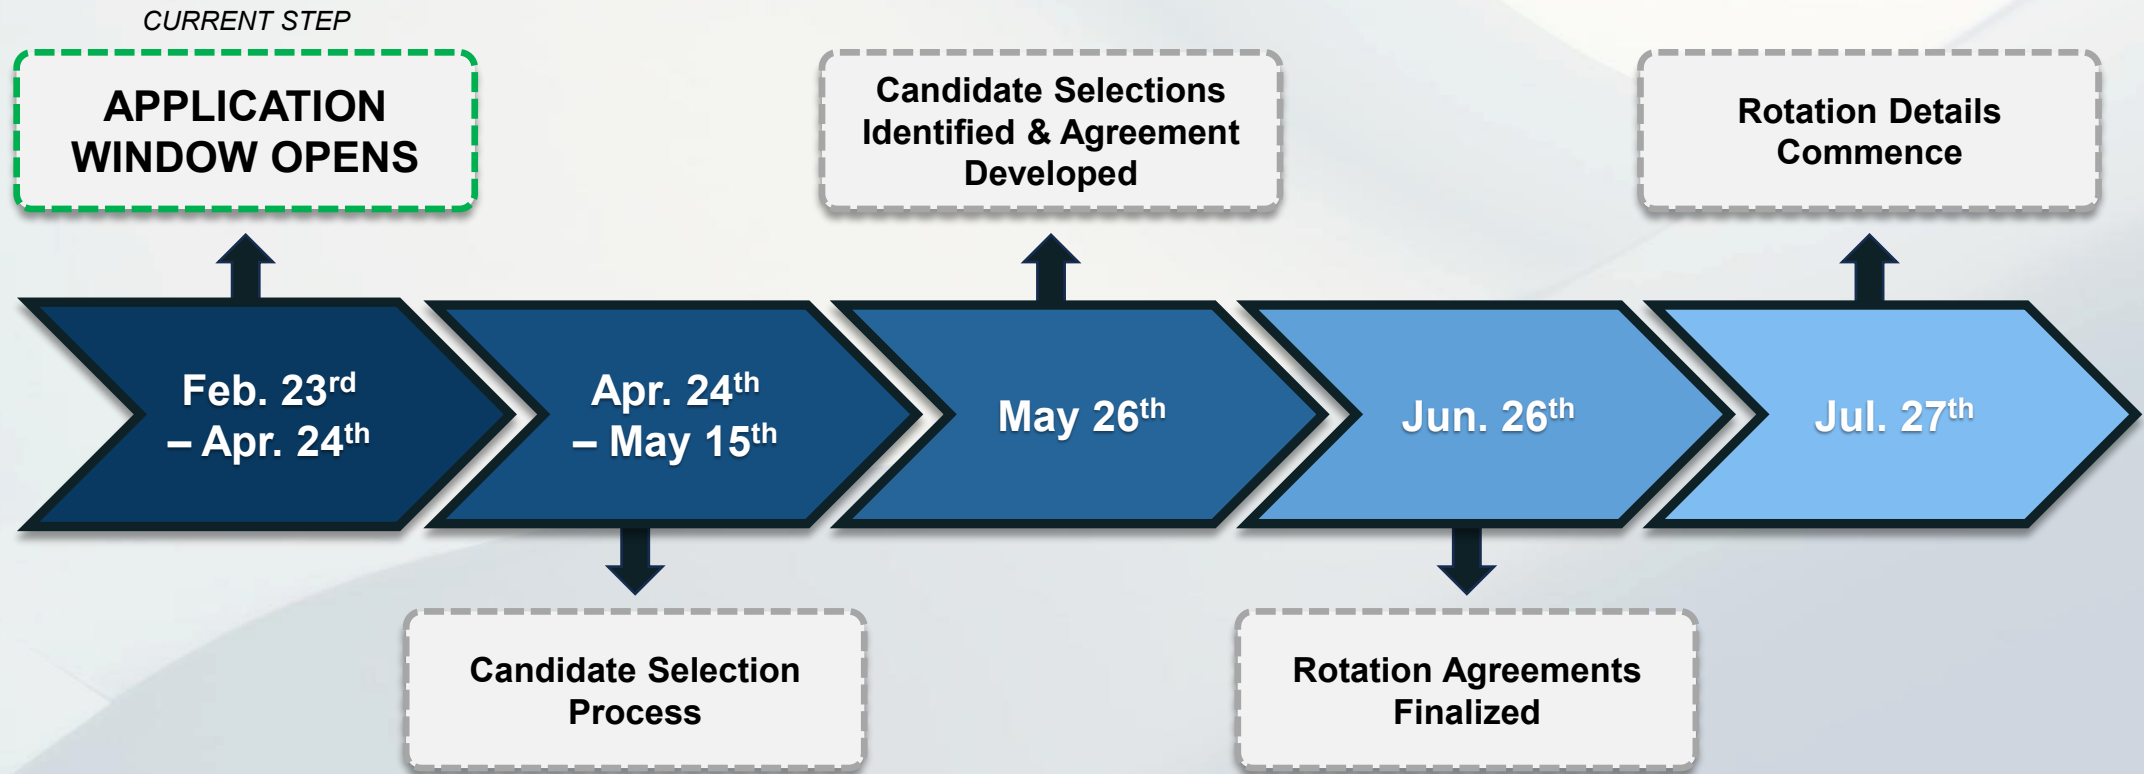 CURRENT STEP
APPLICATION
WINDOW OPENS
Candidate Selections
Identified & Agreement
Developed
Rotation Details
Commence
Feb. 23rd
– Apr. 24th
Apr. 24th
– May 15th
May 26th
Jun. 26th
Jul. 27th
Candidate Selection
Process
Rotation Agreements
Finalized